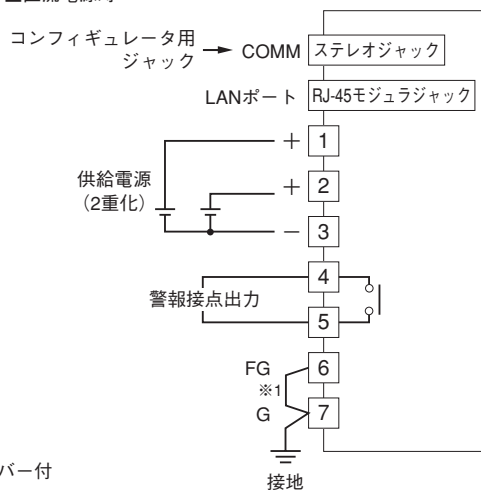 コンフィギュレータ用
ジャック
COMM ステレオジャック
LANポート RJ-45モジュラジャック
+ 1
供給電源
(2重化)
+ 2
− 3
4
警報接点出力
5
FG 6
※1
G 7
バー付
接地